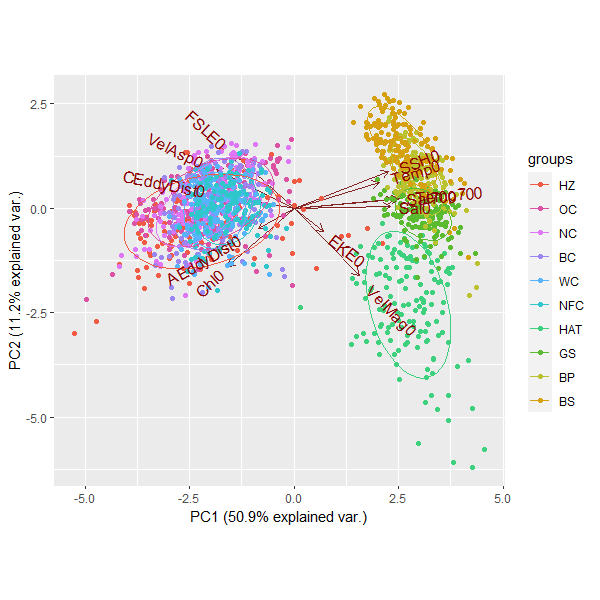 FSLE0
VelAsp0
CEddyDist0
SSH0
Temp0
Sal0
EKE0
AEddyDist0
Chl0
VelMag0
2.5
0.0
-2.5
-5.0
PC2 (11.2% explained var.)
-5.0
-2.5
0.0
2.5
5.0
PC1 (50.9% explained var.)
groups
HZ
OC
NC
BC
WC
NFC
HAT
GS
BP
BS